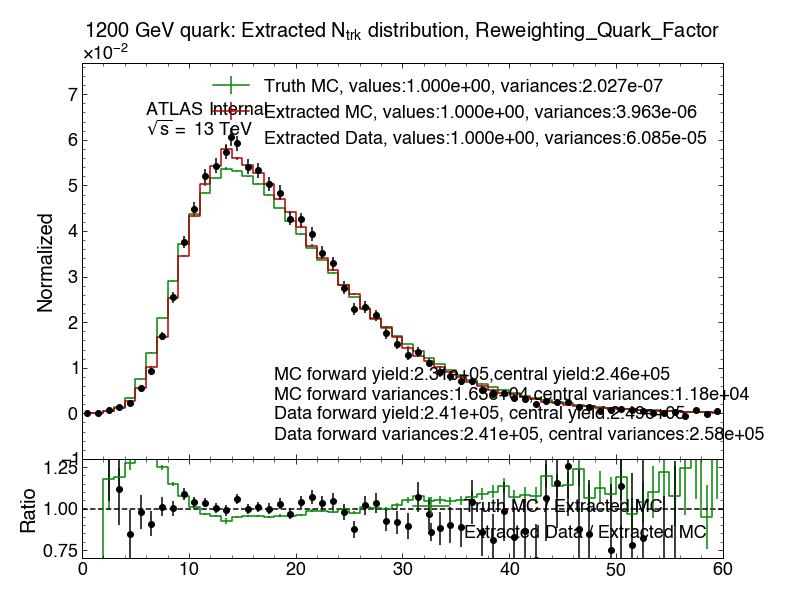 1200 GeV quark: Extracted Ntrk distribution, Reweighting_Quark_Factor
×10−2
Truth MC, values:1.000e+00, variances:2.027e-07
ATLAS Internal
Extracted MC, values:1.000e+00, variances:3.963e-06
√s = 13 TeV
Extracted Data, values:1.000e+00, variances:6.085e-05
7
6
5
4
3
2
1
0
1
Normalized
MC forward yield:2.31e+05,central yield:2.46e+05
MC forward variances:1.65e+04,central variances:1.18e+04
Data forward yield:2.41e+05, central yield:2.49e+05
Data forward variances:2.41e+05, central variances:2.58e+05
1.25
1.00
0.75
Ratio
Truth MC / Extracted MC
Extracted Data / Extracted MC
0 10 20 30 40 50 60